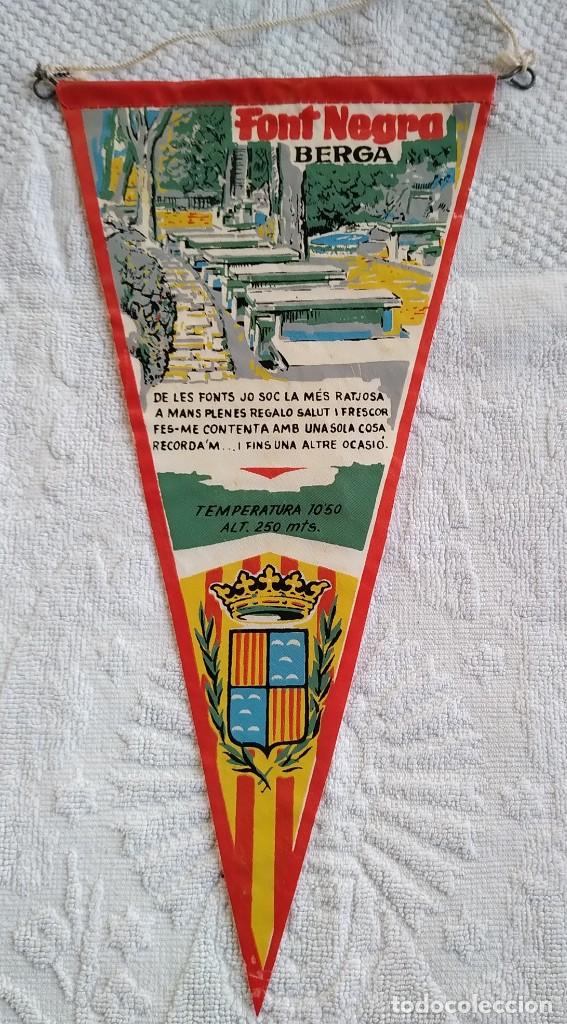 Font Negra
BERGA
DE LES FONTS JO SOC LA MÉS RATJOSA
A MANS PLENES REGALO SALUT I FRESCOR
FES-ME CONTENTA AMB UNA SOLA COSA
RECORDA'M... I FINS UNA ALTRE OCASIÓ.
TEMPERATURA 10'50
ALT. 250 mts.
todocoleccion